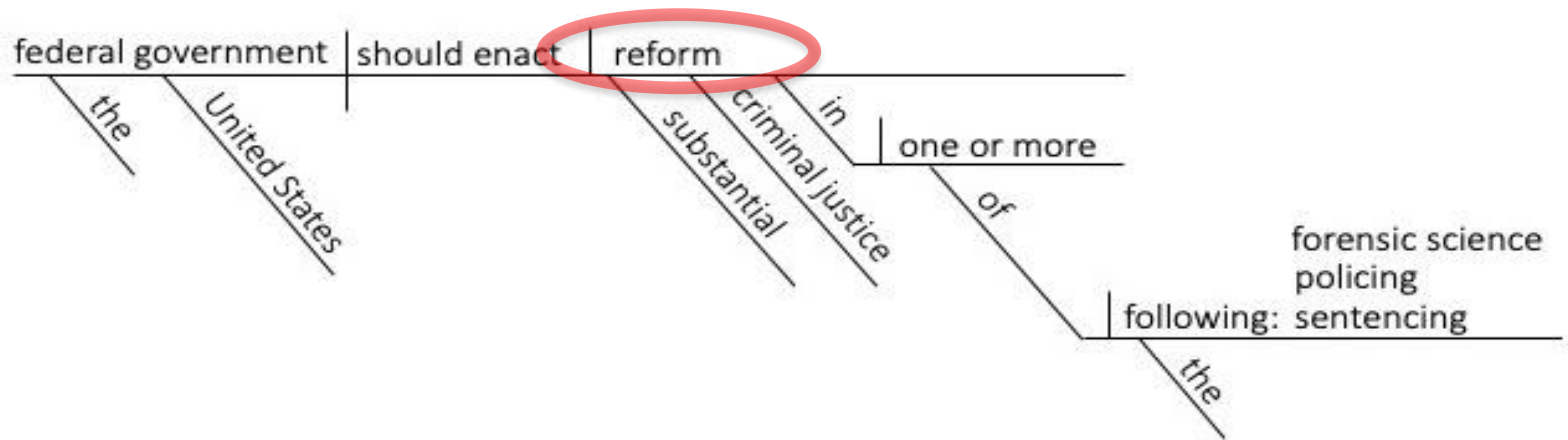 federal government should enact reform
the
United States
substantial
criminal justice
in
one or more
of
forensic science
policing
following: sentencing
the